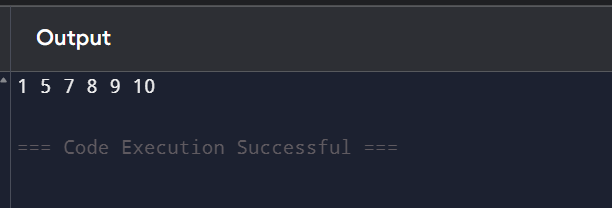 Output
1 5 7 8 9 10
=== Code Execution Successful ===